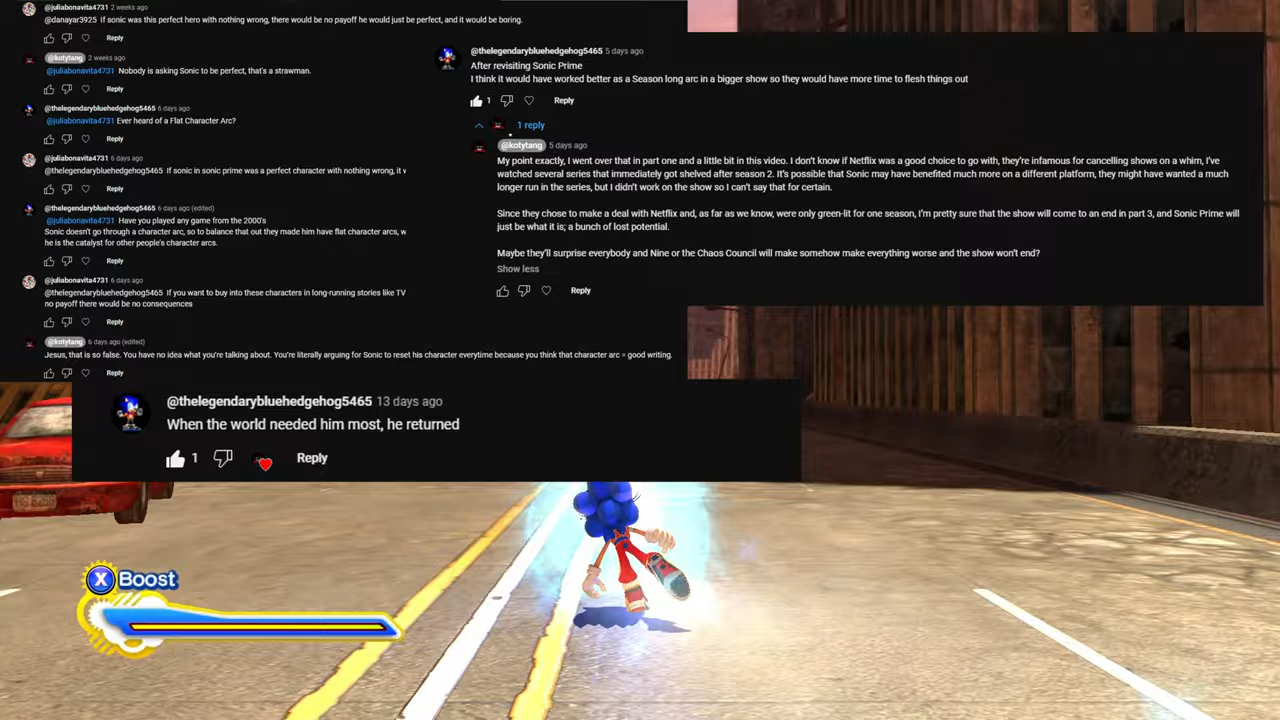 @juliabonavita4731 2 weeks ago
@danayar3925 If sonic was this perfect hero with nothing wrong, there would be no payoff he would just be perfect, and it would be boring.
Reply
@kotytang 2 weeks ago
@juliabonavita4731 Nobody is asking Sonic to be perfect, that's a strawman.
Reply
@thelegendarybluehedgehog5465 6 days ago
@juliabonavita4731 Ever heard of a Flat Character Arc?
Reply
@juliabonavita4731 6 days ago
@thelegendarybluehedgehog5465 If sonic in sonic prime was a perfect character with nothing wrong, it w
Reply
@thelegendarybluehedgehog5465 6 days ago (edited)
@juliabonavita4731 Have you played any game from the 2000's
Sonic doesn't go through a character arc, so to balance that out they made him have flat character arcs, w
he is the catalyst for other people's character arcs.
Reply
@juliabonavita4731 6 days ago
@thelegendarybluehedgehog5465 If you want to buy into these characters in long-running stories like TV
no payoff there would be no consequences
Reply
@kotytang 6 days ago (edited)
Jesus, that is so false. You have no idea what you're talking about. You're literally arguing for Sonic to reset his character everytime because you think that character arc = good writing.
Reply
@thelegendarybluehedgehog5465 5 days ago
After revisiting Sonic Prime
I think it would have worked better as a Season long arc in a bigger show so they would have more time to flesh things out
1 Reply
1 reply
@kotytang 5 days ago
My point exactly, I went over that in part one and a little bit in this video. I don't know if Netflix was a good choice to go with, they're infamous for cancelling shows on a whim, I've
watched several series that immediately got shelved after season 2. It's possible that Sonic may have benefited much more on a different platform, they might have wanted a much
longer run in the series, but I didn't work on the show so I can't say that for certain.
Since they chose to make a deal with Netflix and, as far as we know, were only green-lit for one season, I'm pretty sure that the show will come to an end in part 3, and Sonic Prime will
just be what it is; a bunch of lost potential.
Maybe they'll surprise everybody and Nine or the Chaos Council will make somehow make everything worse and the show won't end?
Show less
Reply
@thelegendarybluehedgehog5465 13 days ago
When the world needed him most, he returned
1 Reply
X Boost